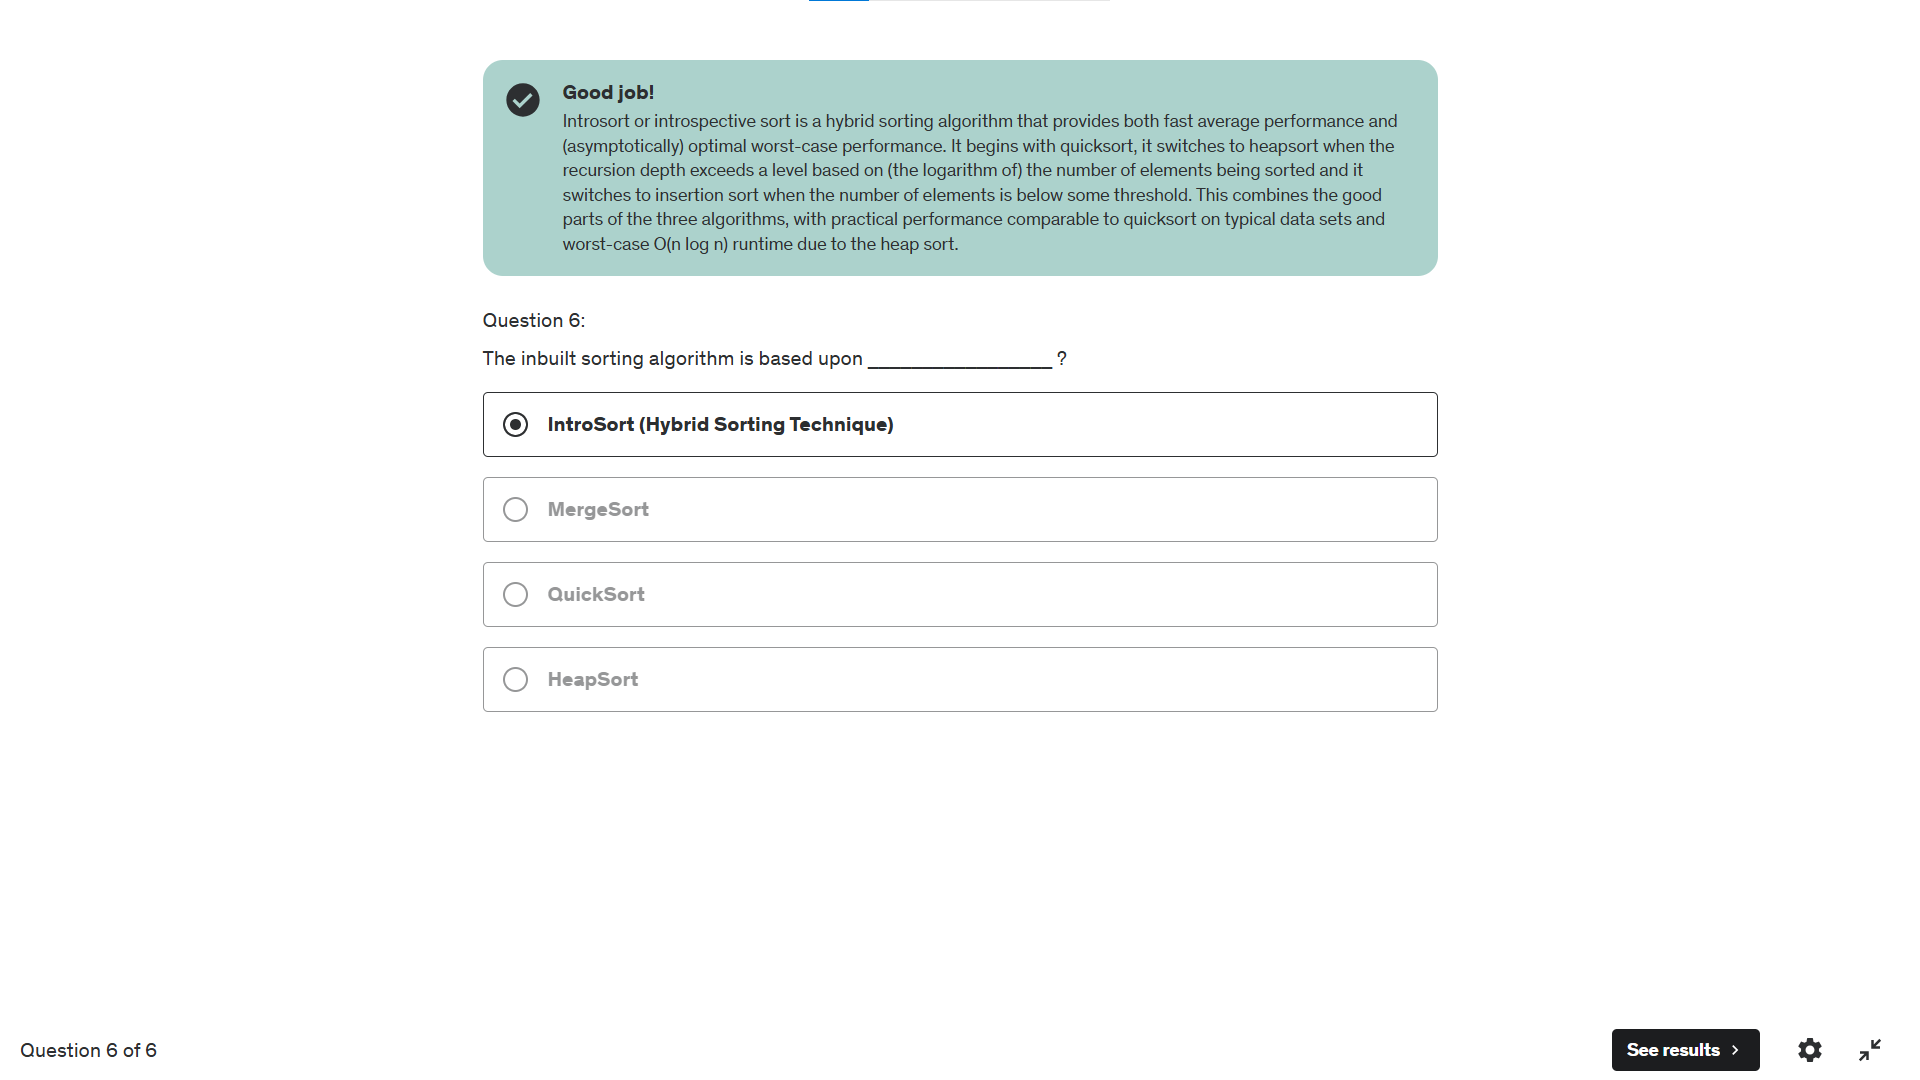 Good job!
Introsort or introspective sort is a hybrid sorting algorithm that provides both fast average performance and
(asymptotically) optimal worst-case performance. It begins with quicksort, it switches to heapsort when the
recursion depth exceeds a level based on (the logarithm of) the number of elements being sorted and it
switches to insertion sort when the number of elements is below some threshold. This combines the good
parts of the three algorithms, with practical performance comparable to quicksort on typical data sets and
worst-case O(n log n) runtime due to the heap sort.
Question 6:
The inbuilt sorting algorithm is based upon _________________ ?
IntroSort (Hybrid Sorting Technique)
MergeSort
QuickSort
HeapSort
Question 6 of 6
See results